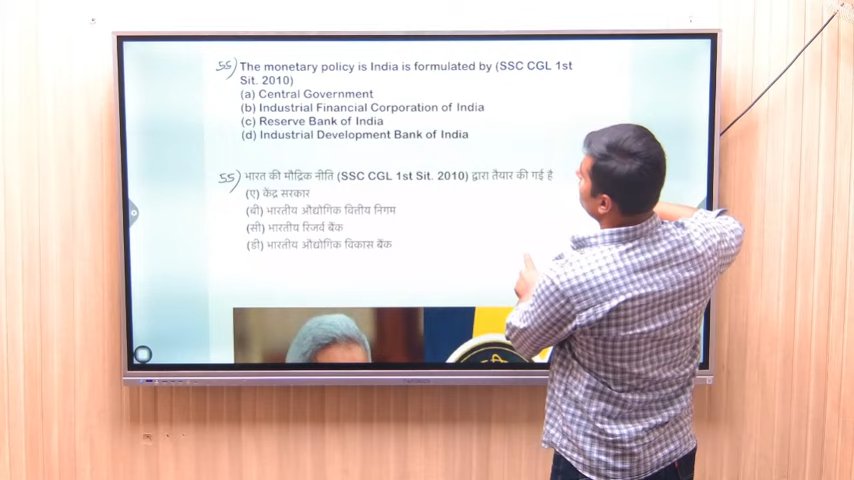 55) The monetary policy is India is formulated by (SSC CGL 1st
Sit. 2010)
(a) Central Government
(b) Industrial Financial Corporation of India
(c) Reserve Bank of India
(d) Industrial Development Bank of India
55) भारत की मौद्रिक नीति (SSC CGL 1st Sit. 2010) द्वारा तैयार की गई है
(ए) केंद्र सरकार
(बी) भारतीय औद्योगिक वित्तीय निगम
(सी) भारतीय रिजर्व बैंक
(डी) भारतीय औद्योगिक विकास बैंक